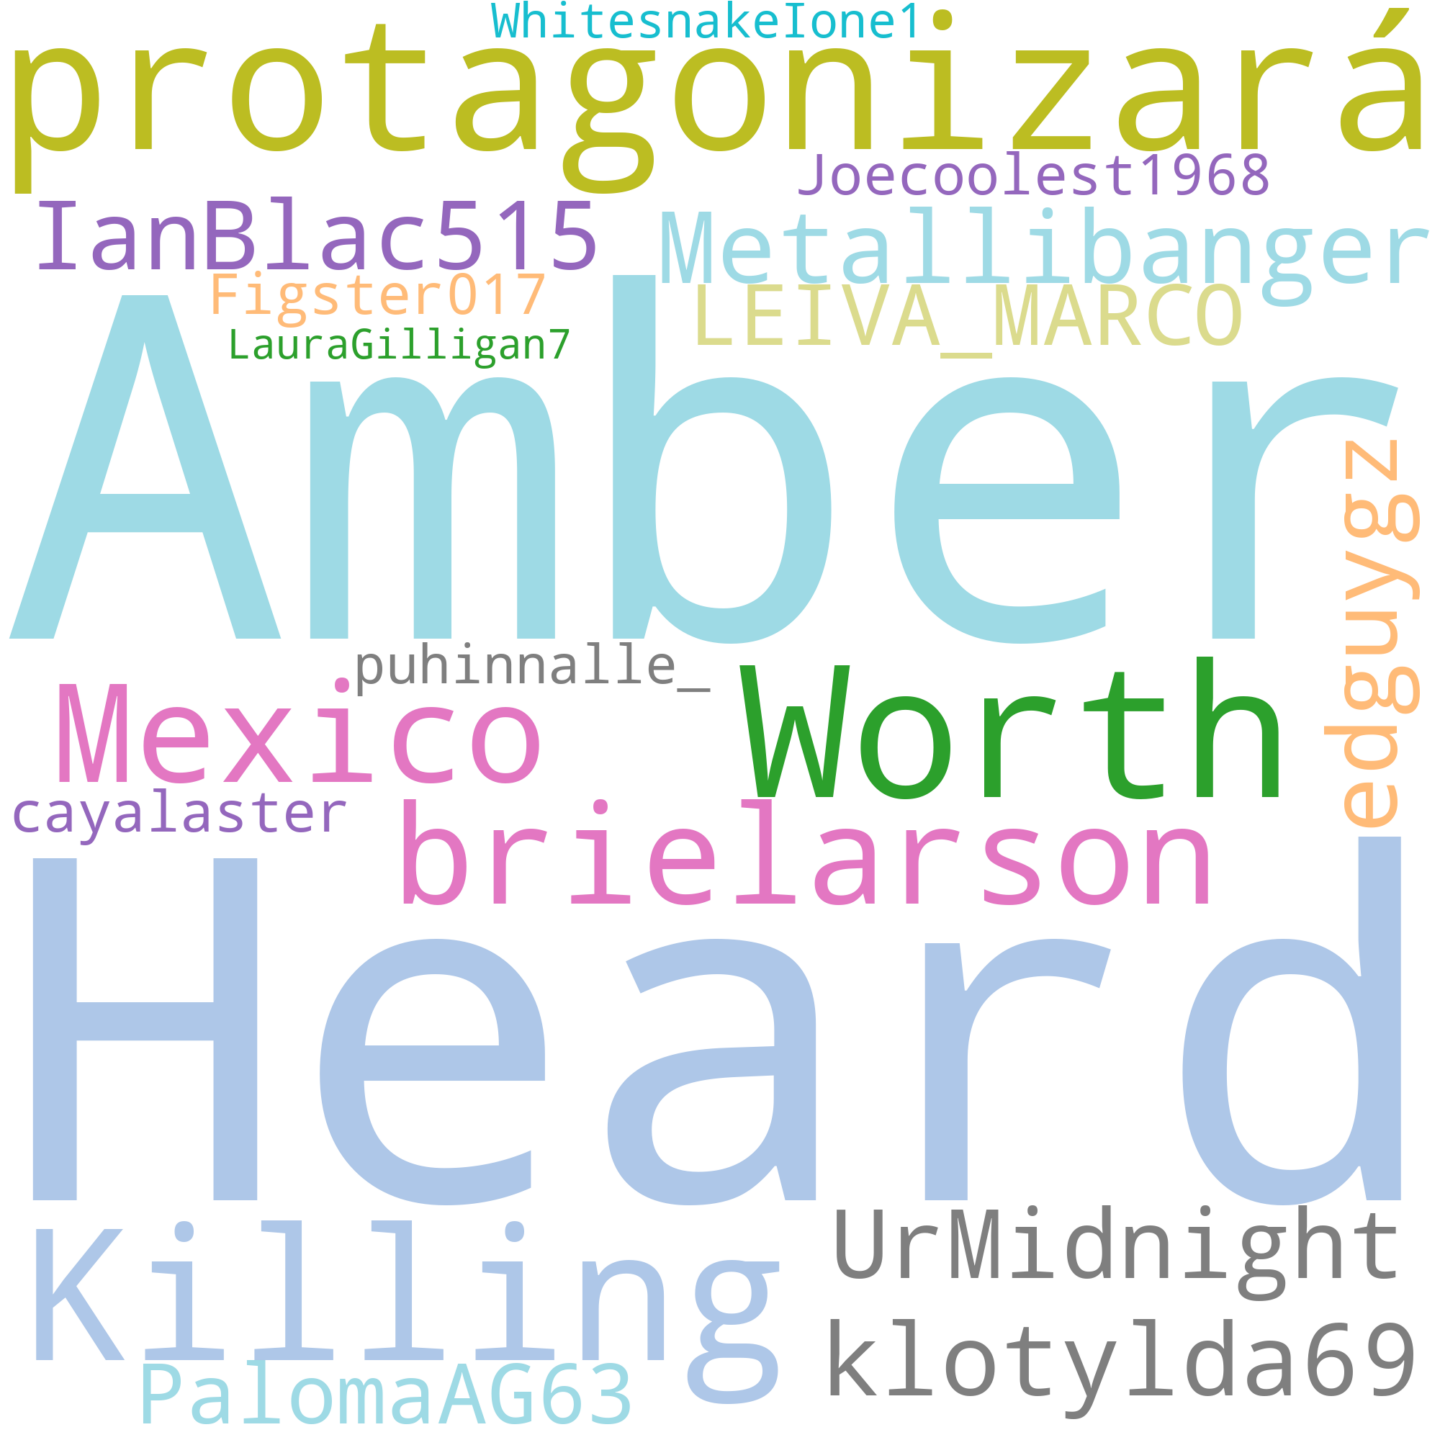 WhitesnakeIone1
protagonizará
Joecoolest1968
IanBlac515
Metallibanger
Figster017
LEIVA_MARCO
LauraGilligan7
Amber
edguygz
puhinnalle_
Mexico
Worth
cayalaster
brielarson
Heard
Killing
UrMidnight
klotylda69
PalomaAG63